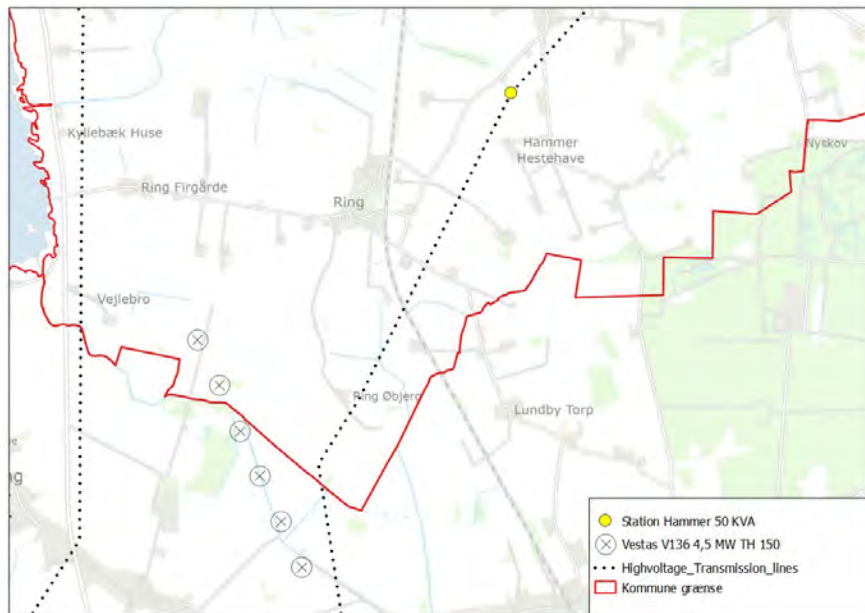 Kyllebæk Huse
Ring Firgårde
Ring
Hammer
Hestehave
Nyskov
Vejlebro
Ring Øbjerg
Lundby Torp
Station Hammer 50 KVA
Vestas V136 4,5 MW TH 150
Highvoltage_Transmission_lines
Kommune grænse